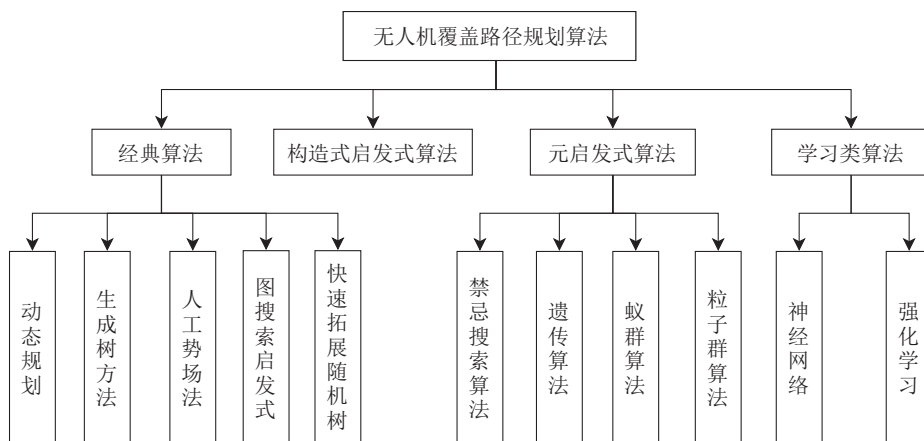 无人机覆盖路径规划算法
经典算法
构造式启发式算法
元启发式算法
学习类算法
动态规划
生成树方法
人工势场法
图搜索启发式
快速拓展随机树
禁忌搜索算法
遗传算法
蚁群算法
粒子群算法
神经网络
强化学习